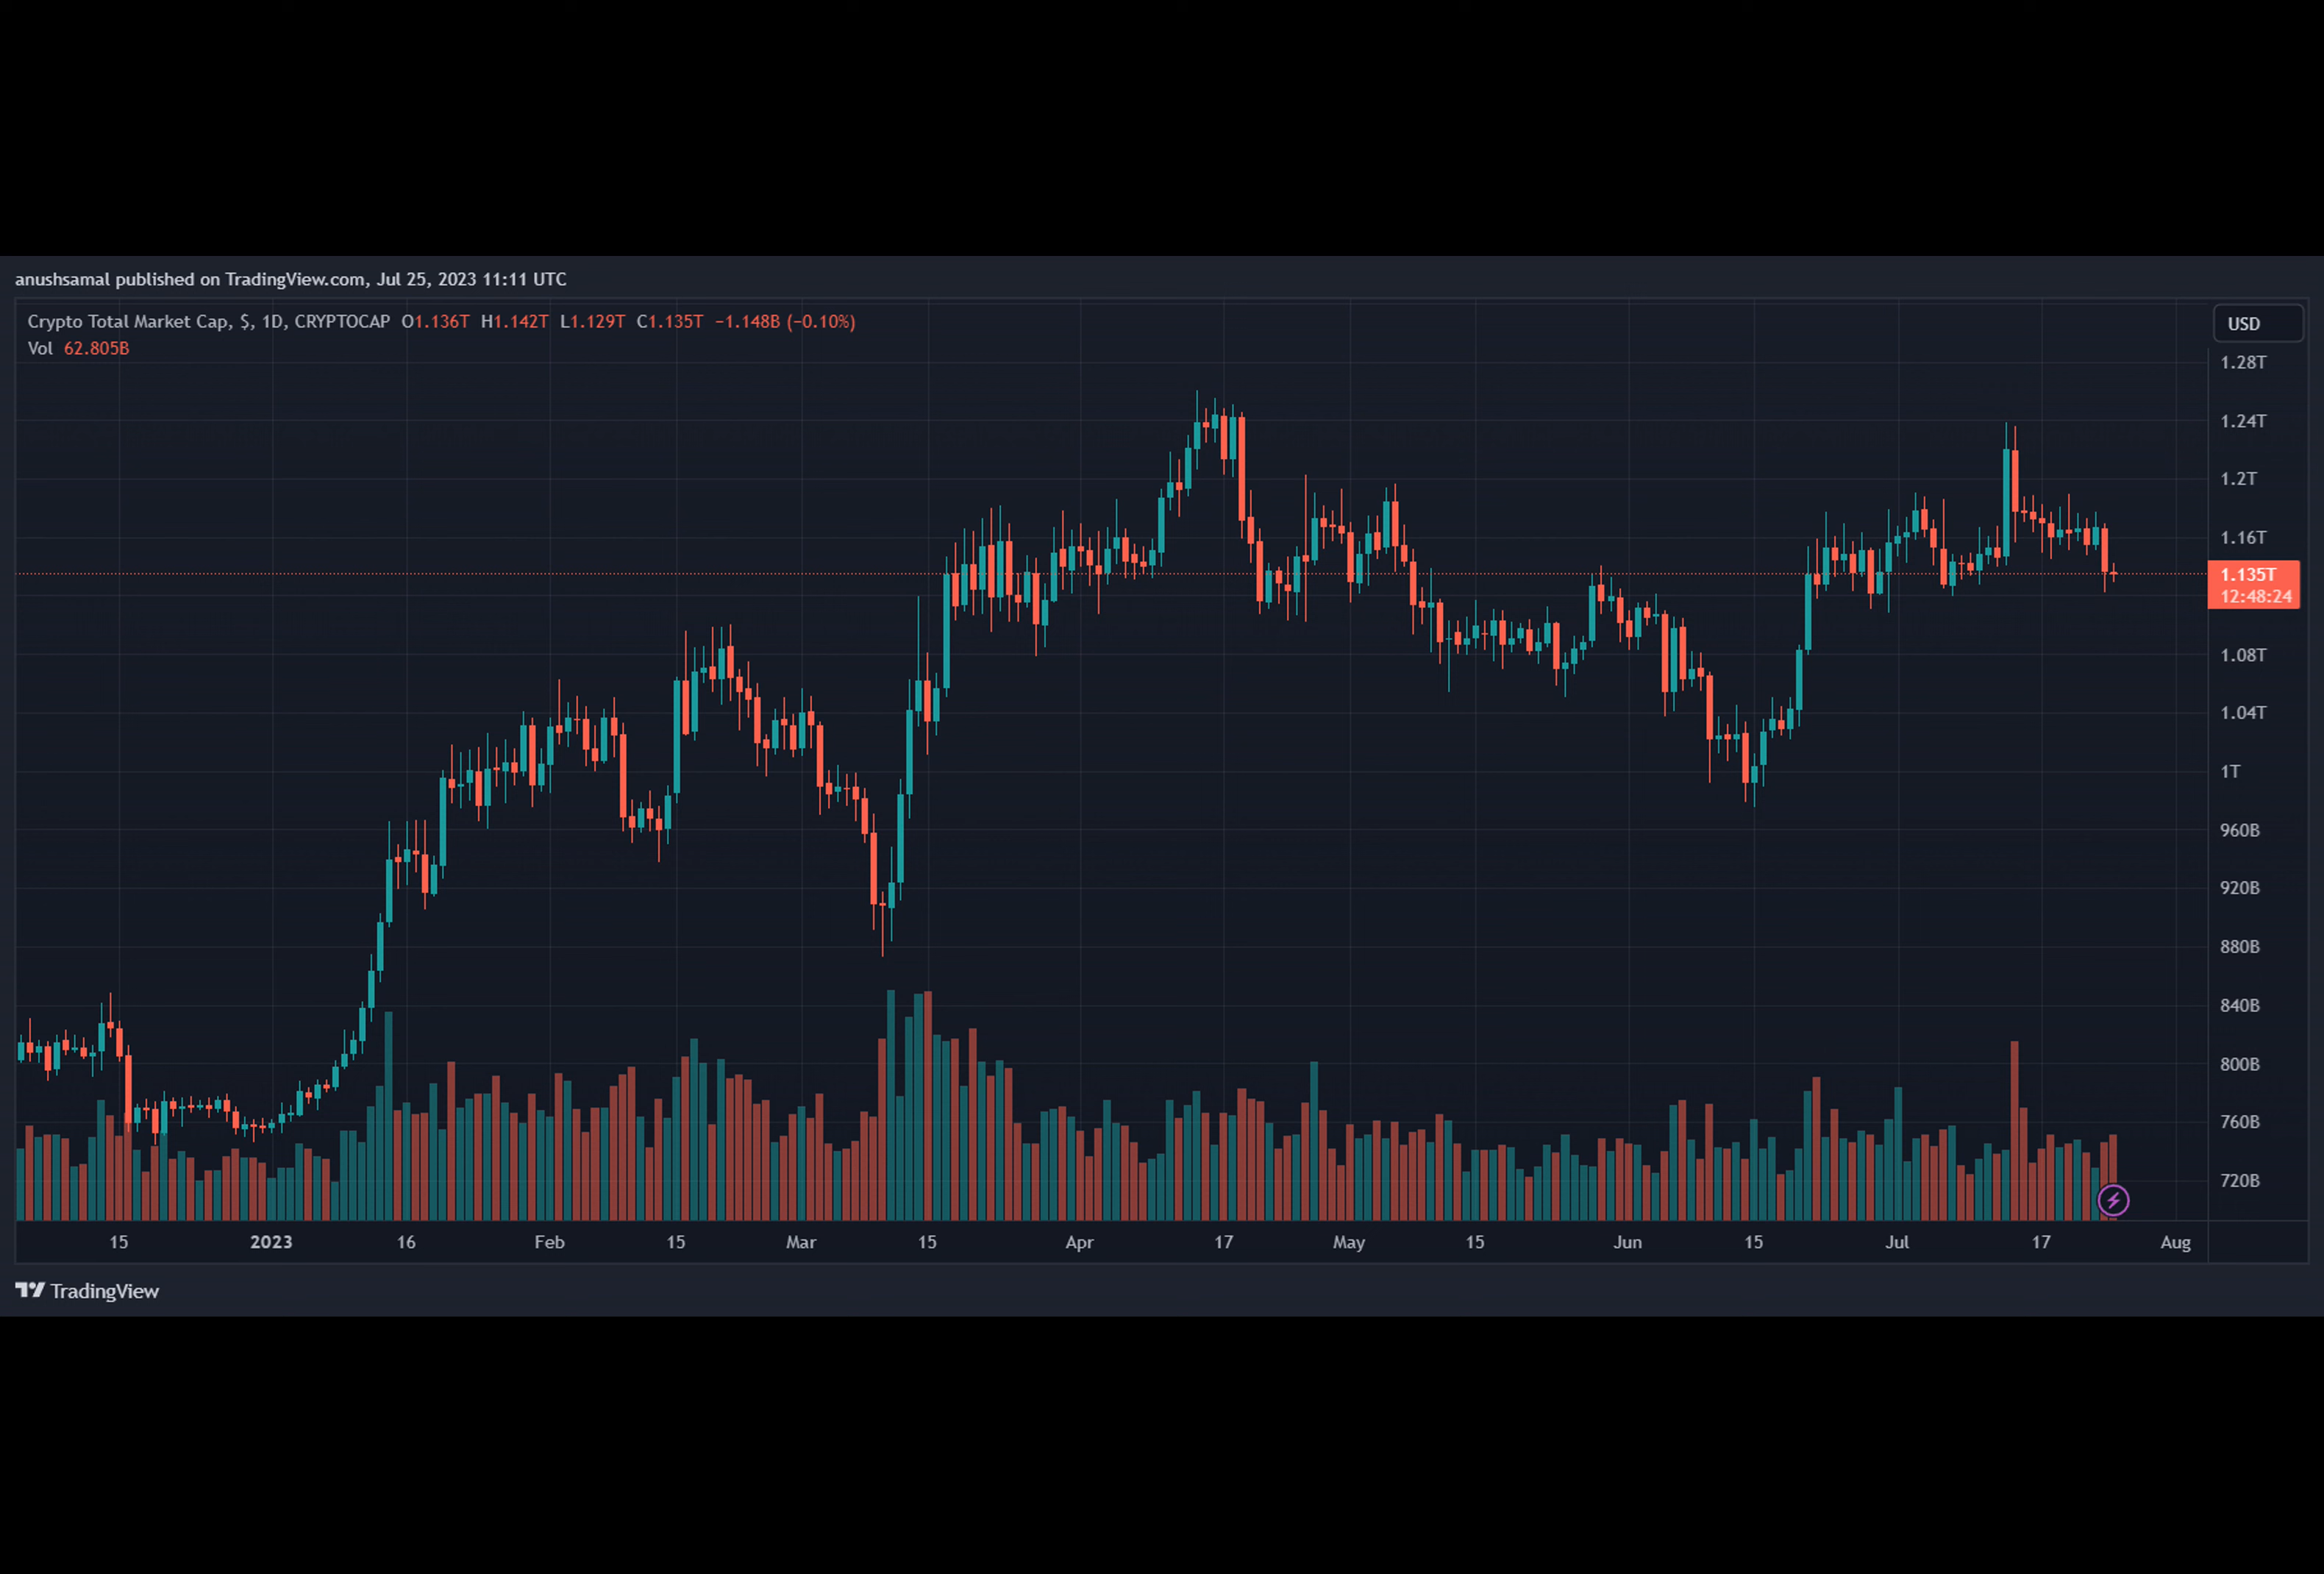 anushsamal published on TradingView.com, Jul 25, 2023 11:11 UTC
Crypto Total Market Cap, $, 1D, CRYPTOCAP O1.136T H1.142T L1.129T C1.135T −1.148B (−0.10%)
Vol 62.805B
USD
1.28T
1.24T
1.2T
1.16T
1.135T
12:48:24
1.08T
1.04T
1T
960B
920B
880B
840B
800B
760B
720B
15 2023 16 Feb 15 Mar 15 Apr 17 May 15 Jun 15 Jul 17 Aug
TradingView